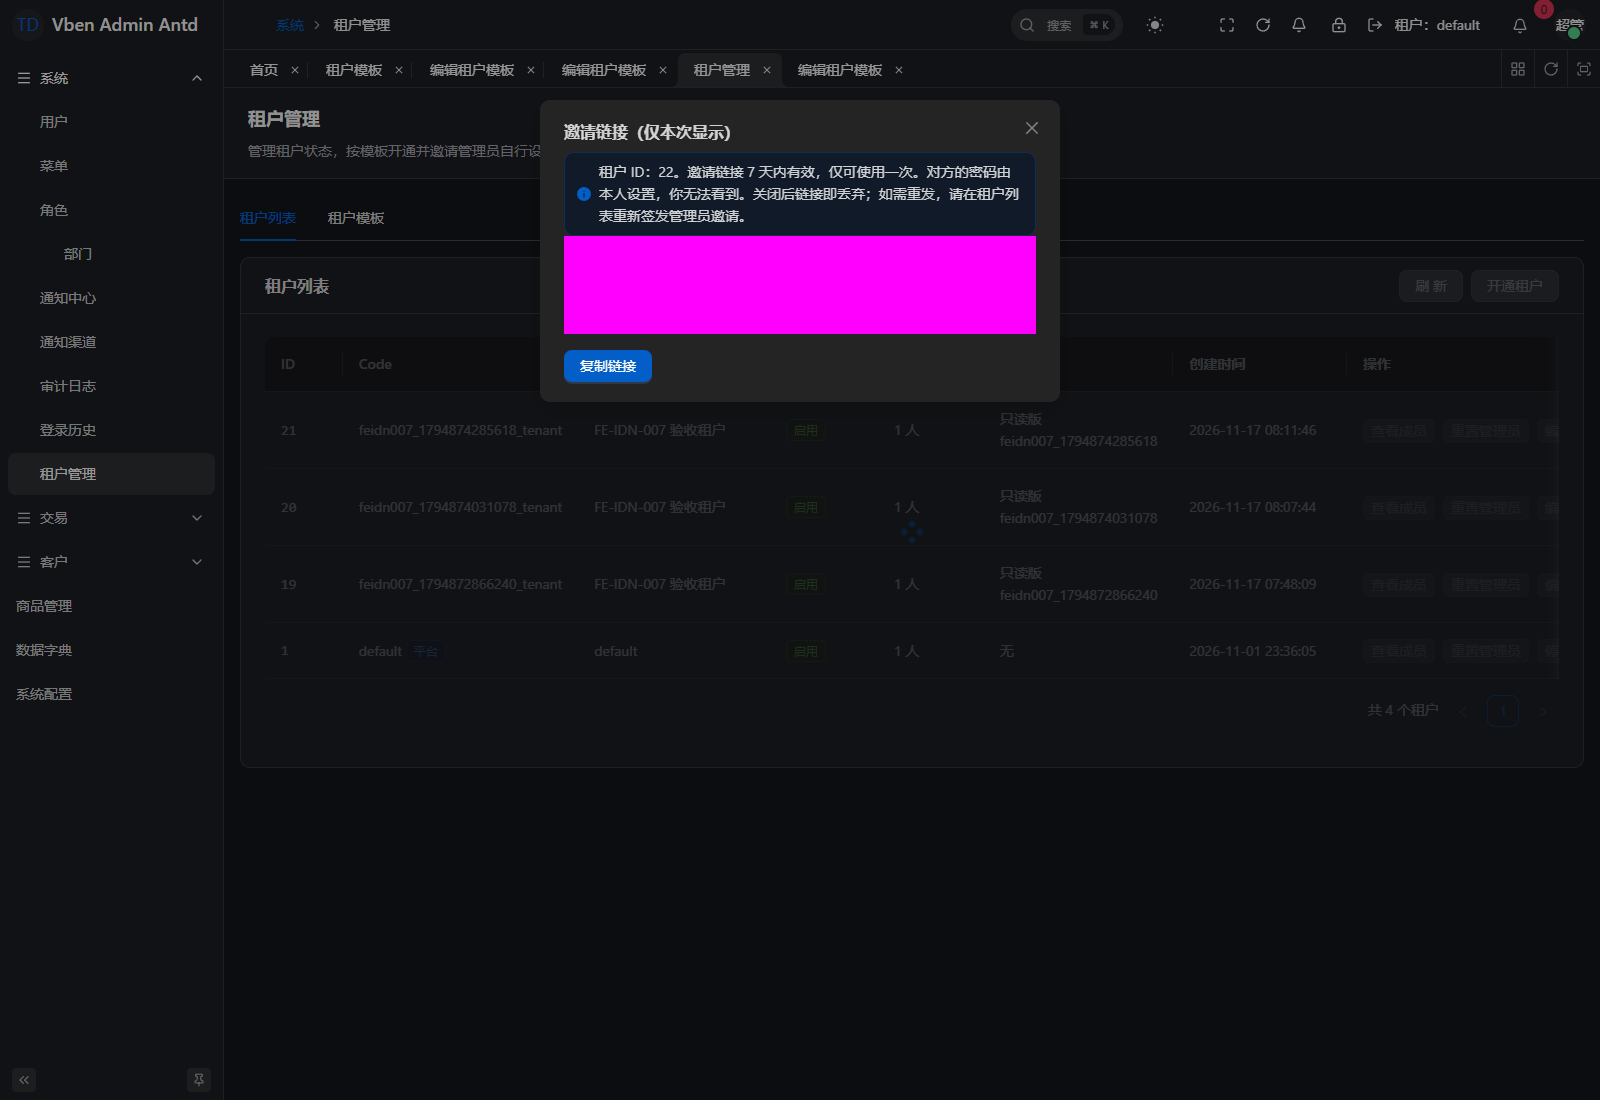 TD Vben Admin Antd
系统 > 租户管理
搜索 ⌘ K
租户：default
0
超管
首页 × 租户模板 × 编辑租户模板 × 编辑租户模板 × 租户管理 × 编辑租户模板 ×
系统
用户
菜单
角色
部门
通知中心
通知渠道
审计日志
登录历史
租户管理
交易
客户
商品管理
数据字典
系统配置
租户管理
管理租户状态，按模板开通并邀请管理员自行设
租户列表 租户模板
租户列表
刷 新 开通租户
邀请链接（仅本次显示）
租户 ID：22。邀请链接 7 天内有效，仅可使用一次。对方的密码由
本人设置，你无法看到。关闭后链接即丢弃；如需重发，请在租户列
表重新签发管理员邀请。
复制链接
ID Code 创建时间 操作
21 feidn007_1794874285618_tenant FE-IDN-007 验收租户 启用 1 人 只读版 feidn007_1794874285618 2026-11-17 08:11:46 查看成员 重置管理员
20 feidn007_1794874031078_tenant FE-IDN-007 验收租户 启用 1 人 只读版 feidn007_1794874031078 2026-11-17 08:07:44 查看成员 重置管理员
19 feidn007_1794872866240_tenant FE-IDN-007 验收租户 启用 1 人 只读版 feidn007_1794872866240 2026-11-17 07:48:09 查看成员 重置管理员
1 default 平台 default 启用 1 人 无 2026-11-01 23:36:05 查看成员 重置管理员
共 4 个租户 < 1 >